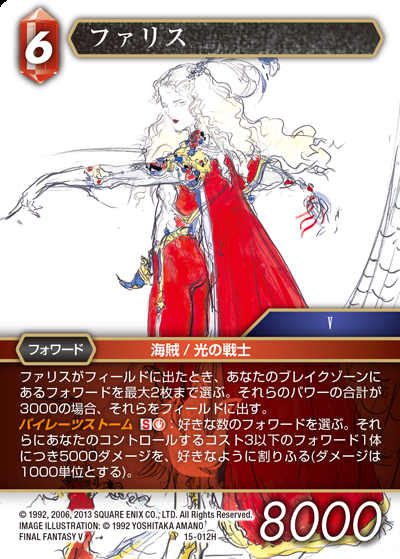 6
ファリス
V
フォワード
海賊 / 光の戦士
ファリスがフィールドに出たとき、あなたのブレイクゾーンに
あるフォワードを最大2枚まで選ぶ。それらのパワーの合計が
3000の場合、それらをフィールドに出す。
パイレーツストーム S : 好きな数のフォワードを選ぶ。それ
らにあなたのコントロールするコスト3以下のフォワード1体
につき5000ダメージを、好きなように割りふる(ダメージは
1000単位とする)。
© 1992, 2006, 2013 SQUARE ENIX CO., LTD. All Rights Reserved.
IMAGE ILLUSTRATION: © 1992 YOSHITAKA AMANO
FINAL FANTASY V
15-012H
8000